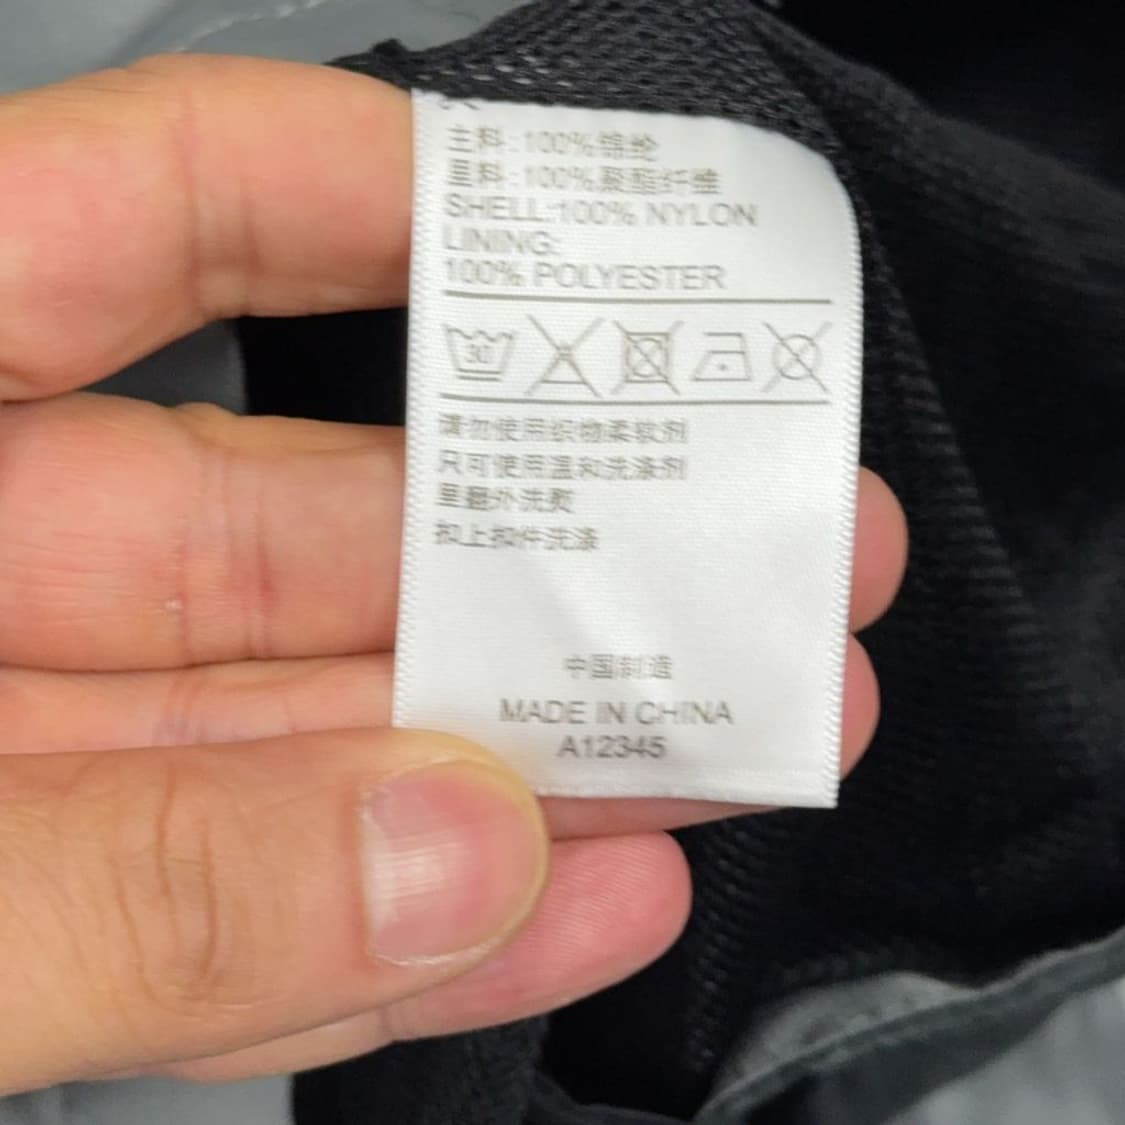 主料:100%锦纶
里料:100%聚酯纤维
SHELL:100% NYLON
LINING:
100% POLYESTER
30
请勿使用织物柔软剂
只可使用温和洗涤剂
里翻外洗熨
扣上扣件洗涤
中国制造
MADE IN CHINA
A12345